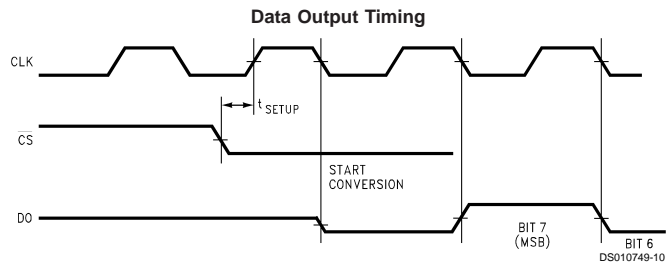 Data Output Timing
CLK
t SETUP
CS
START
CONVERSION
DO
BIT 7
(MSB)
BIT 6
DS010749-10